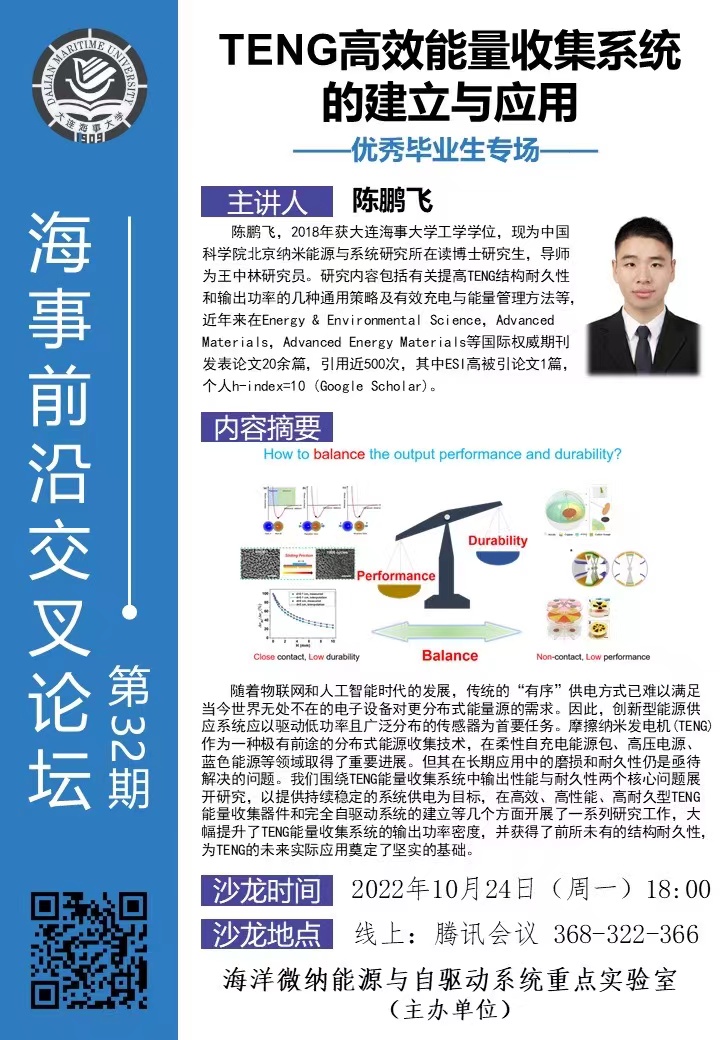 DALIAN MARITIME UNIVERSITY
大连海事大学
1909
海事前沿交叉论坛
第32期
TENG高效能量收集系统
的建立与应用
——优秀毕业生专场——
主讲人
陈鹏飞
陈鹏飞，2018年获大连海事大学工学学位，现为中国
科学院北京纳米能源与系统研究所在读博士研究生，导师
为王中林研究员。研究内容包括有关提高TENG结构耐久性
和输出功率的几种通用策略及有效充电与能量管理方法等，
近年来在Energy & Environmental Science，Advanced
Materials，Advanced Energy Materials等国际权威期刊
发表论文20余篇，引用近500次，其中ESI高被引论文1篇，
个人h-index=10 (Google Scholar)。
内容摘要
How to balance the output performance and durability?
Durability
Performance
Balance
Sliding Friction
Close contact, Low durability
Non-contact, Low performance
随着物联网和人工智能时代的发展，传统的“有序”供电方式已难以满足
当今世界无处不在的电子设备对更分布式能量源的需求。因此，创新型能源供
应系统应以驱动低功率且广泛分布的传感器为首要任务。摩擦纳米发电机(TENG)
作为一种极有前途的分布式能源收集技术，在柔性自充电能源包、高压电源、
蓝色能源等领域取得了重要进展。但其在长期应用中的磨损和耐久性仍是亟待
解决的问题。我们围绕TENG能量收集系统中输出性能与耐久性两个核心问题展
开研究，以提供持续稳定的系统供电为目标，在高效、高性能、高耐久型TENG
能量收集器件和完全自驱动系统的建立等几个方面开展了一系列研究工作，大
幅提升了TENG能量收集系统的输出功率密度，并获得了前所未有的结构耐久性，
为TENG的未来实际应用奠定了坚实的基础。
沙龙时间
2022年10月24日（周一）18:00
沙龙地点
线上：腾讯会议 368-322-366
海洋微纳能源与自驱动系统重点实验室
（主办单位）